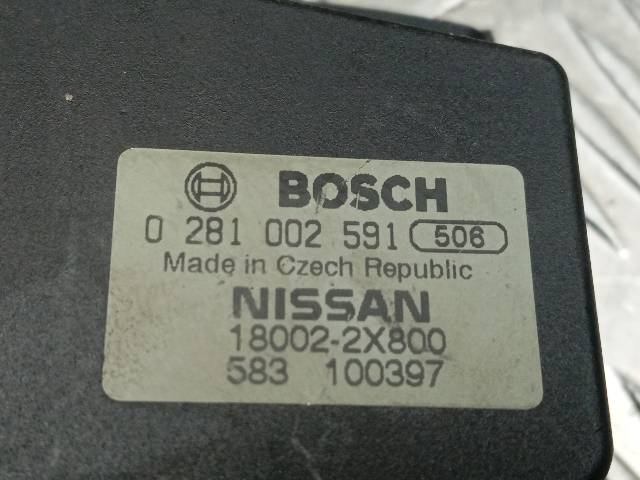 BOSCH
0 281 002 591 506
Made in Czech Republic
NISSAN
18002-2X800
583 100397